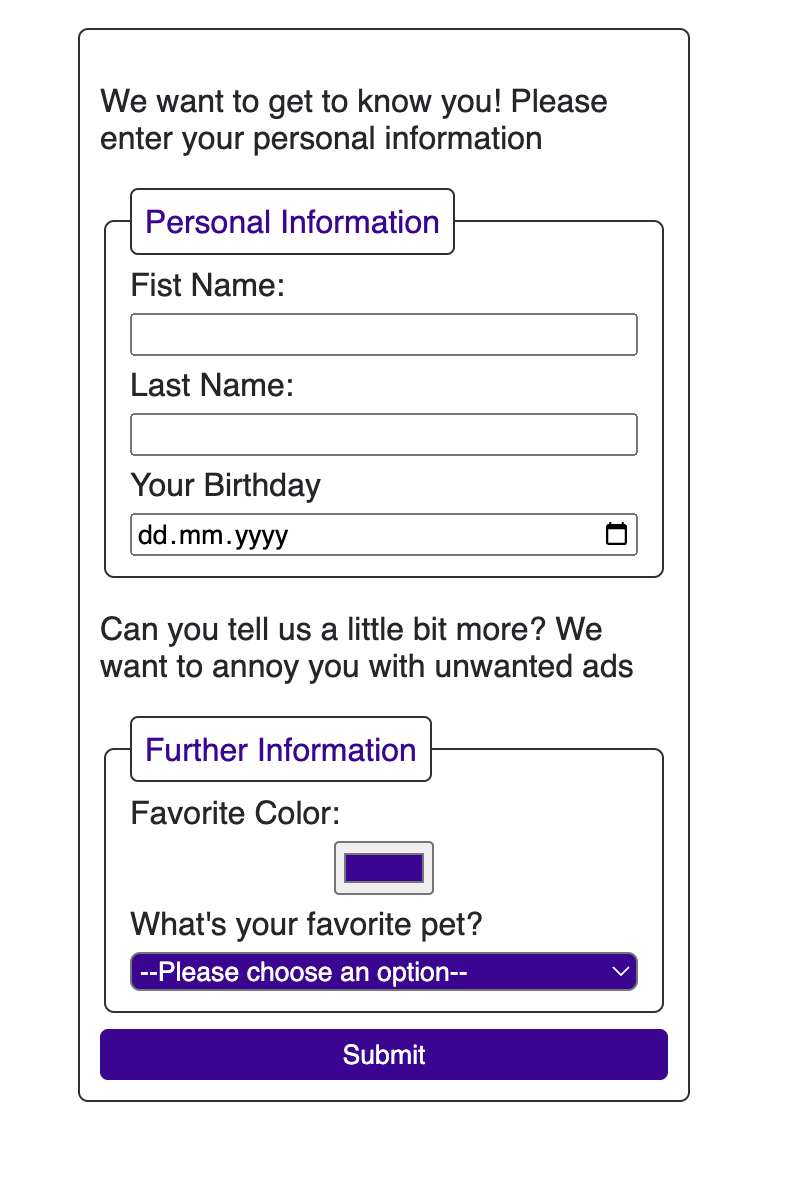 We want to get to know you! Please
enter your personal information
Personal Information
Fist Name:
Last Name:
Your Birthday
dd.mm.yyyy
Can you tell us a little bit more? We
want to annoy you with unwanted ads
Further Information
Favorite Color:
What's your favorite pet?
--Please choose an option--
Submit